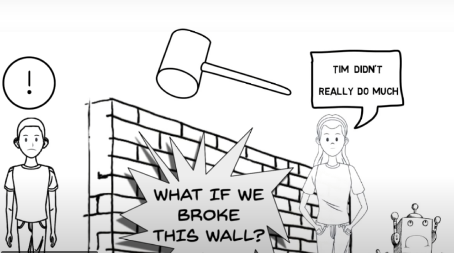 !
TIM DIDN'T
REALLY DO MUCH
WHAT IF WE
BROKE
THIS WALL?